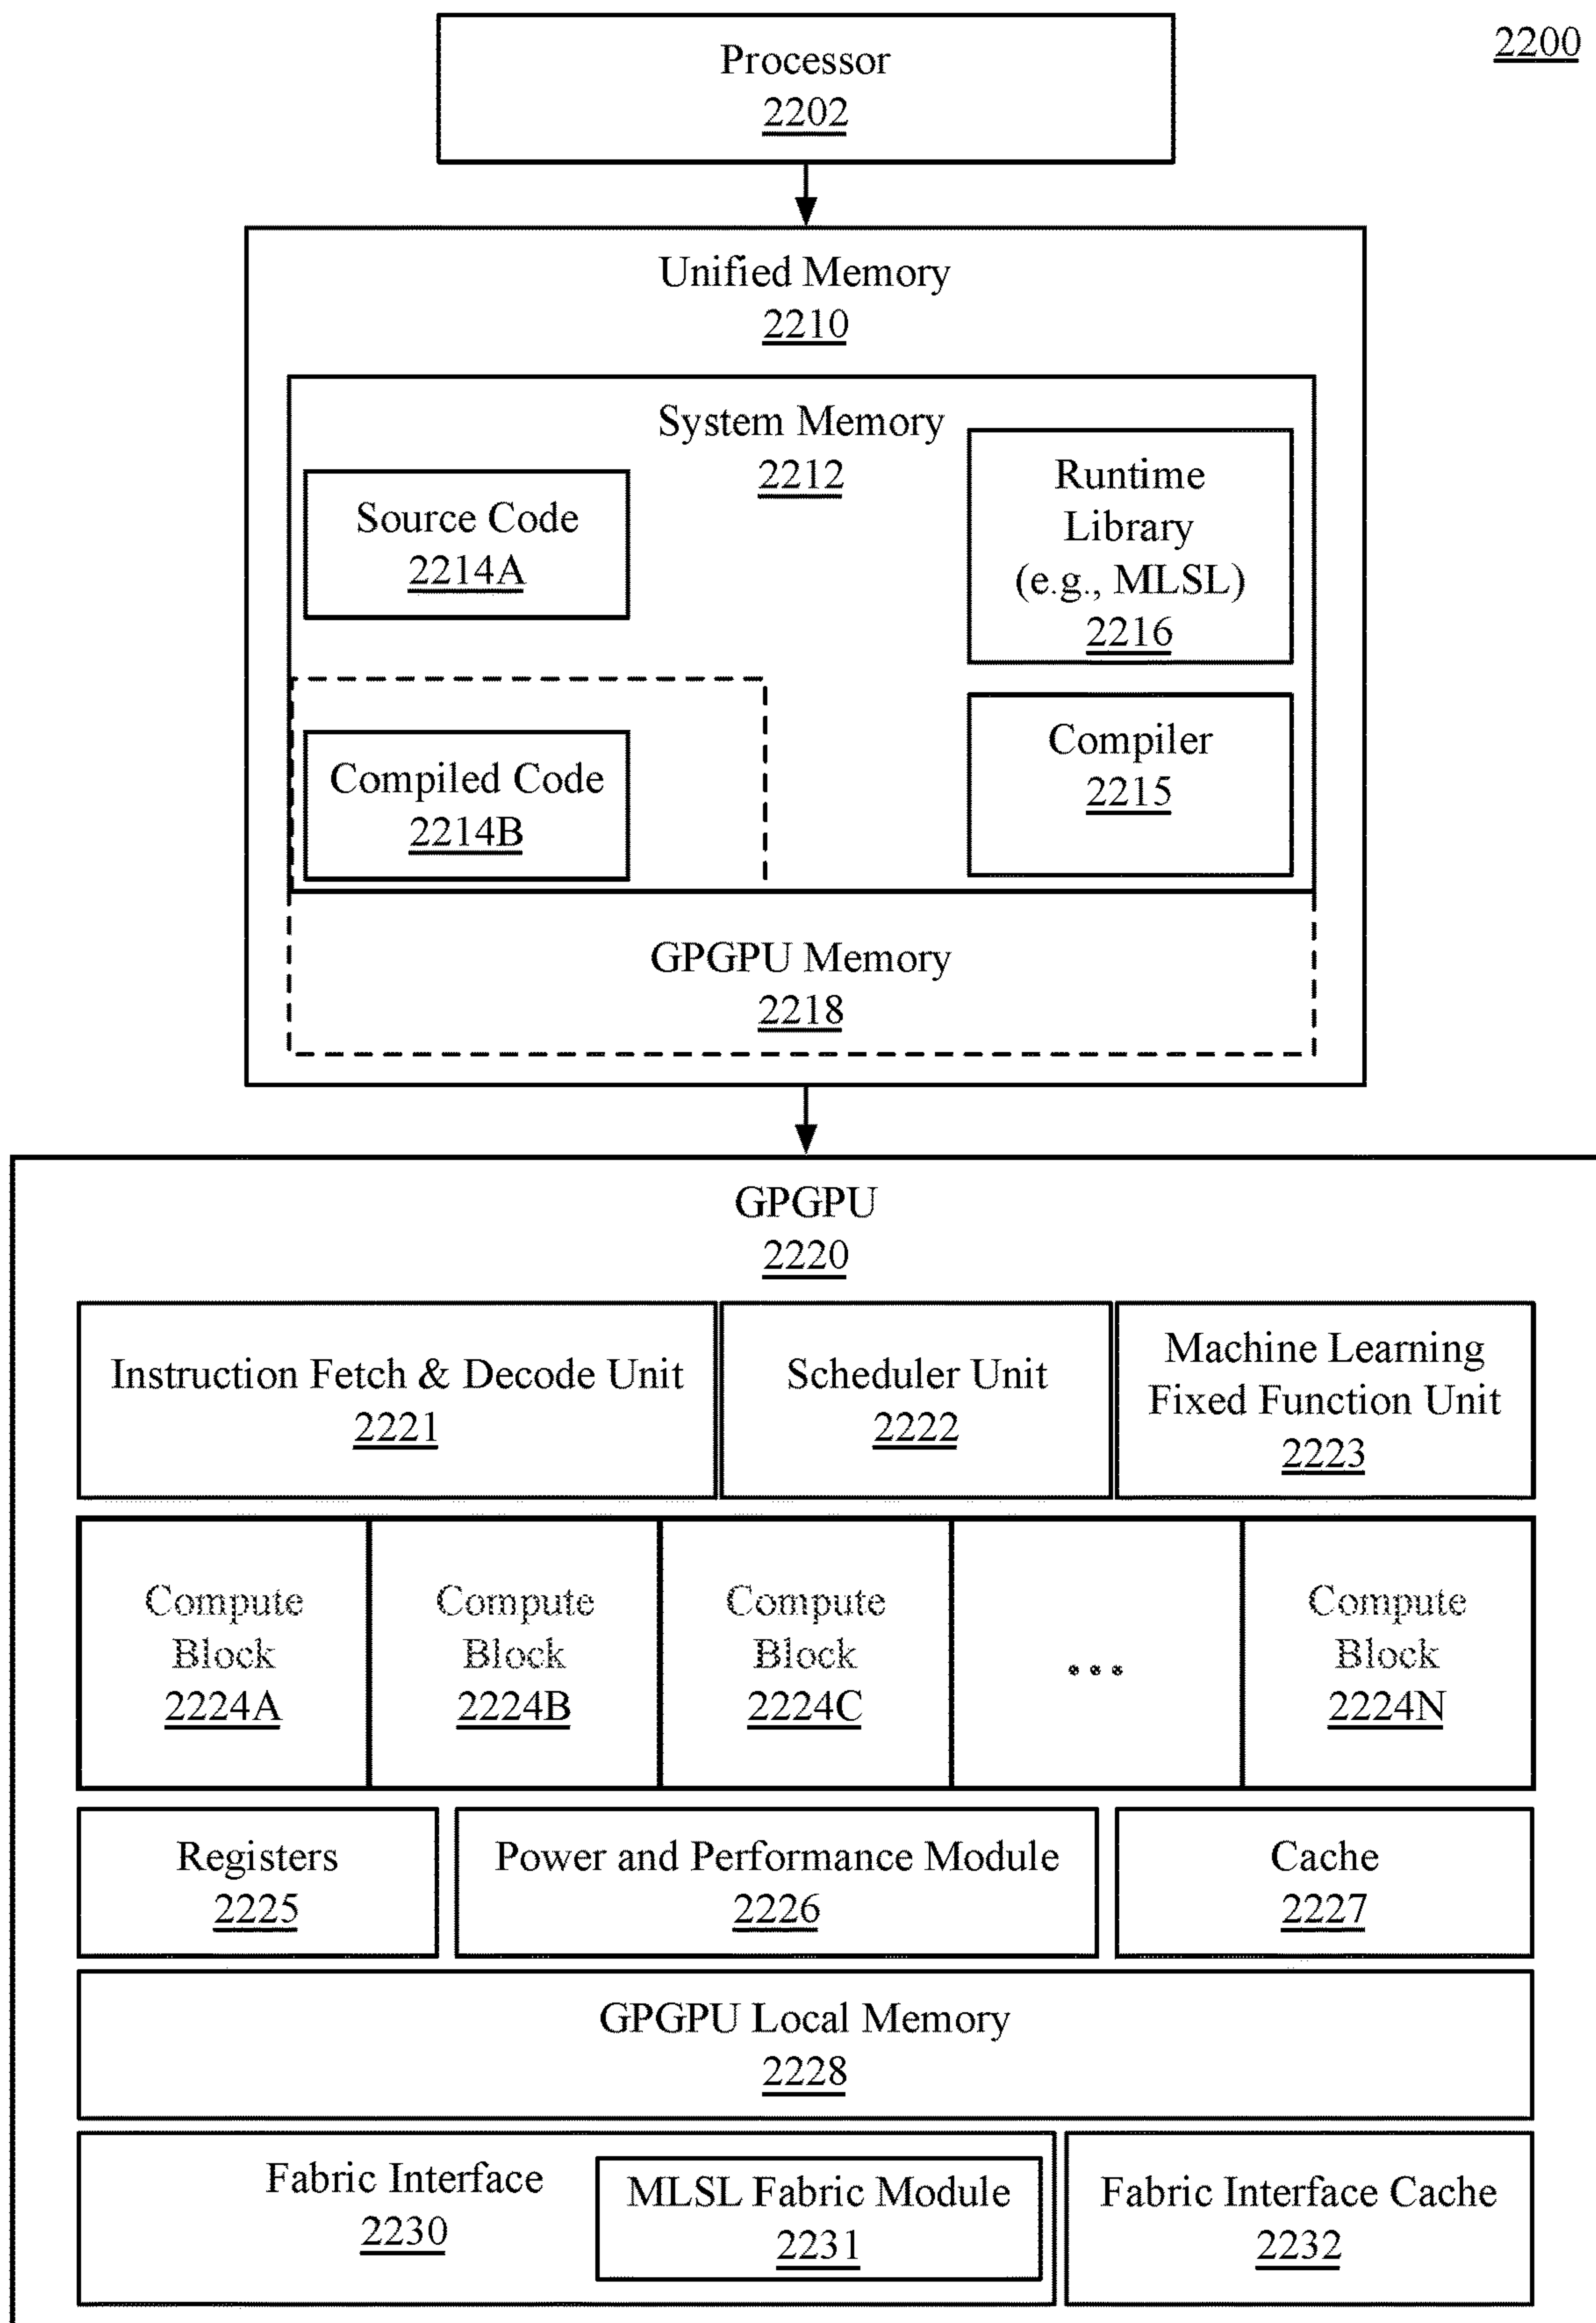 2200
Processor
2202
Unified Memory
2210
System Memory
2212
Source Code
2214A
Runtime
Library
(e.g., MLSL)
2216
Compiled Code
2214B
Compiler
2215
GPGPU Memory
2218
GPGPU
2220
Instruction Fetch & Decode Unit
2221
Scheduler Unit
2222
Machine Learning
Fixed Function Unit
2223
Compute
Block
2224A
Compute
Block
2224B
Compute
Block
2224C
...
Compute
Block
2224N
Registers
2225
Power and Performance Module
2226
Cache
2227
GPGPU Local Memory
2228
Fabric Interface
2230
MLSL Fabric Module
2231
Fabric Interface Cache
2232